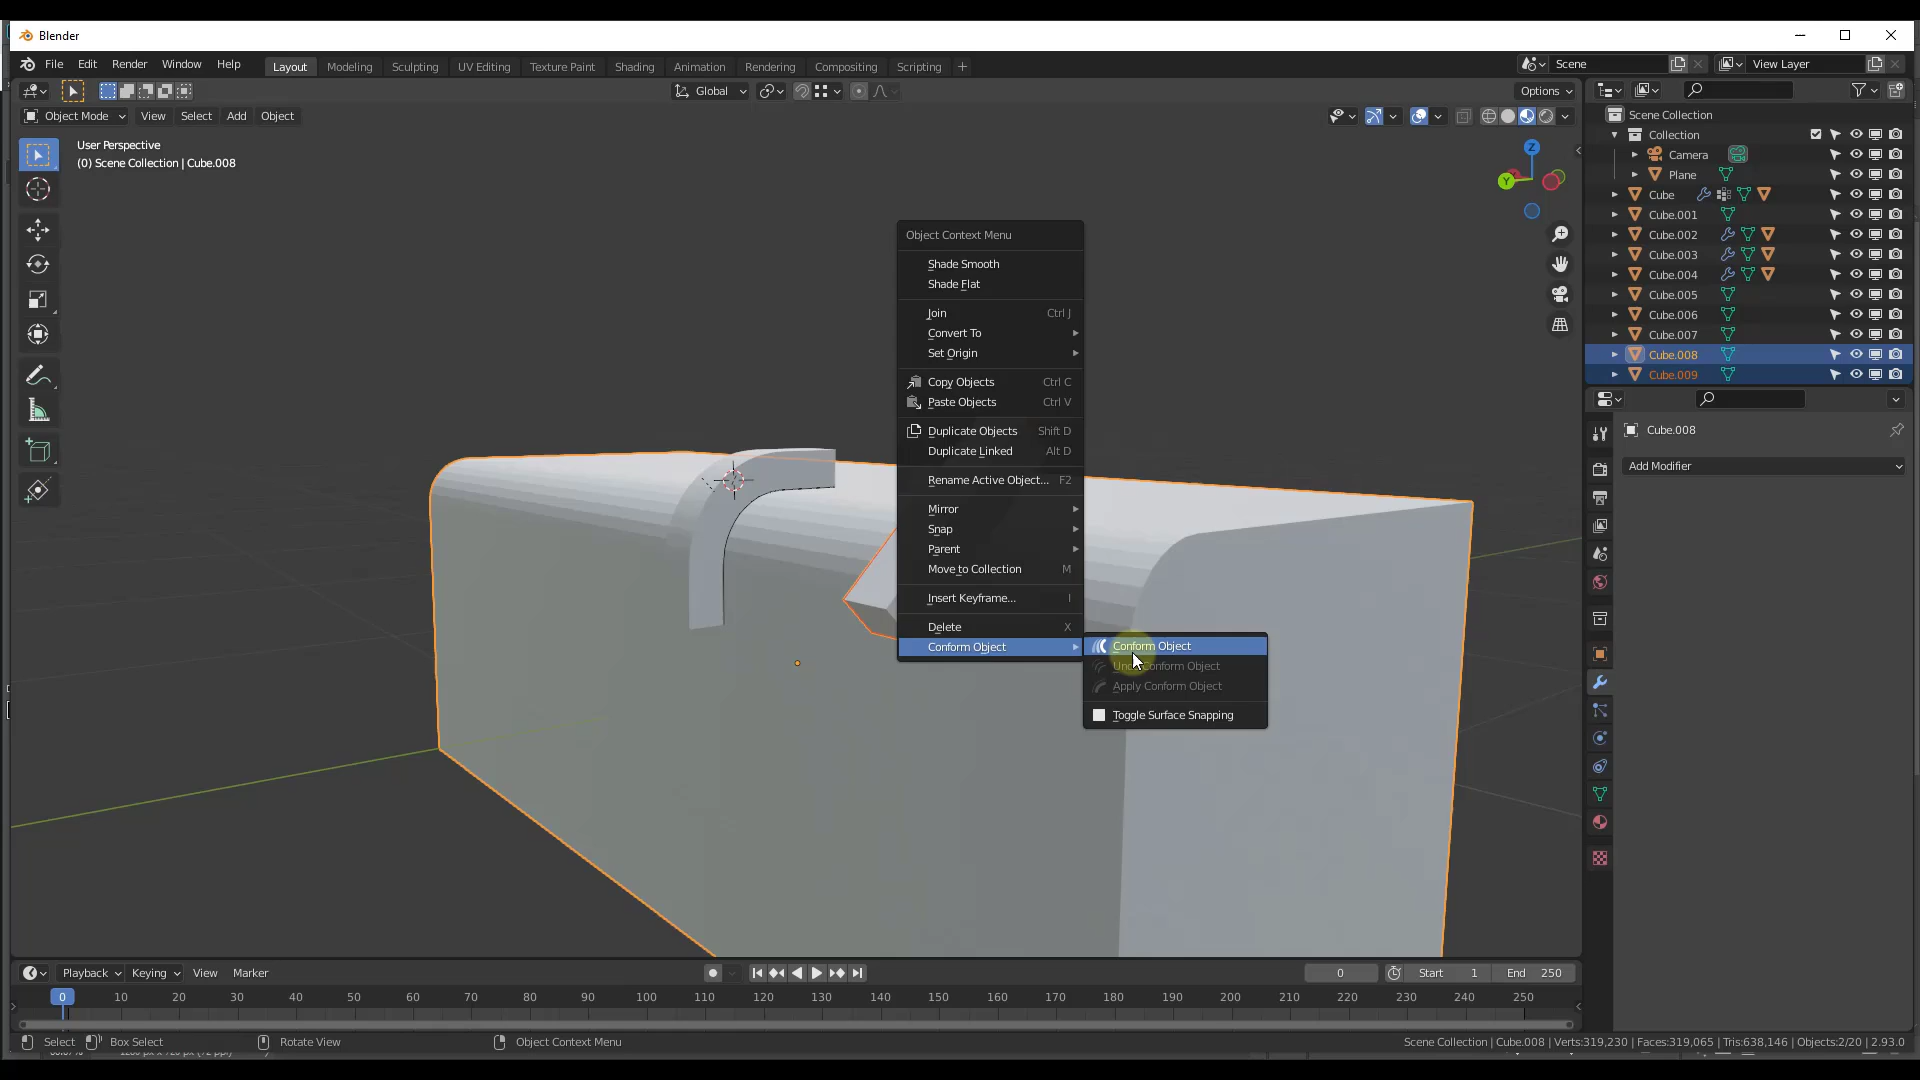 Blender
File Edit Render Window Help
Layout Modeling Sculpting UV Editing Texture Paint Shading Animation Rendering Compositing Scripting +
Scene
View Layer
Global
Options
Object Mode View Select Add Object
User Perspective
(0) Scene Collection | Cube.008
Z
Y
Object Context Menu
Shade Smooth
Shade Flat
Join Ctrl J
Convert To
Set Origin
Copy Objects Ctrl C
Paste Objects Ctrl V
Duplicate Objects Shift D
Duplicate Linked Alt D
Rename Active Object... F2
Mirror
Snap
Parent
Move to Collection M
Insert Keyframe... I
Delete X
Conform Object
Conform Object
Conform Object
Apply Conform Object
Toggle Surface Snapping
Scene Collection
Collection
Camera
Plane
Cube
Cube.001
Cube.002
Cube.003
Cube.004
Cube.005
Cube.006
Cube.007
Cube.008
Cube.009
Cube.008
Add Modifier
Playback Keying View Marker
0 Start 1 End 250
0 10 20 30 40 50 60 70 80 90 100 110 120 130 140 150 160 170 180 190 200 210 220 230 240 250
Select Box Select Rotate View Object Context Menu
Scene Collection | Cube.008 | Verts:319,230 | Faces:319,065 | Tris:638,146 | Objects:2/20 | 2.93.0